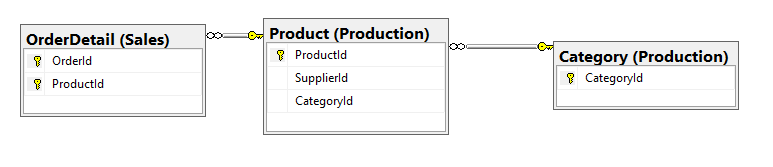 OrderDetail (Sales)
OrderId
ProductId
Product (Production)
ProductId
SupplierId
CategoryId
Category (Production)
CategoryId